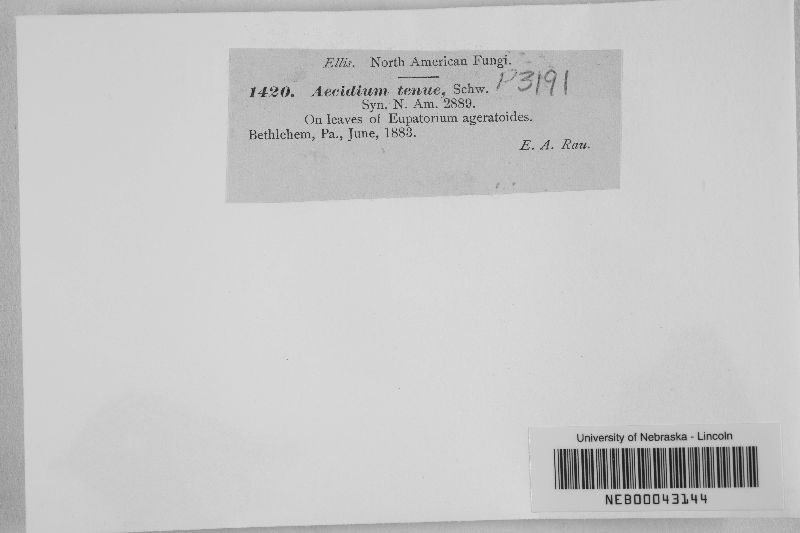 Ellis. North American Fungi.
1420. Aecidium tenue, Schw. P3191
Syn. N. Am. 2889.
On leaves of Eupatorium ageratoides.
Bethlehem, Pa., June, 1883.
E. A. Rau.
University of Nebraska - Lincoln
NEB00043144